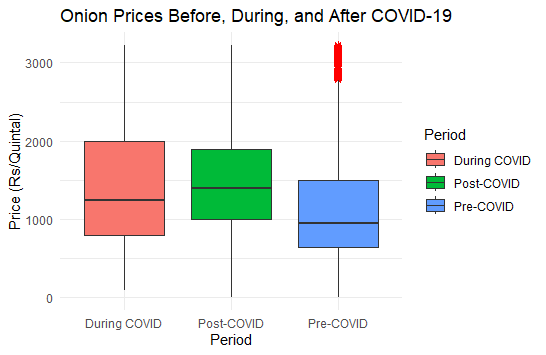 Onion Prices Before, During, and After COVID-19
3000
2000
1000
0
Price (Rs/Quintal)
During COVID
Post-COVID
Pre-COVID
Period
Period
During COVID
Post-COVID
Pre-COVID